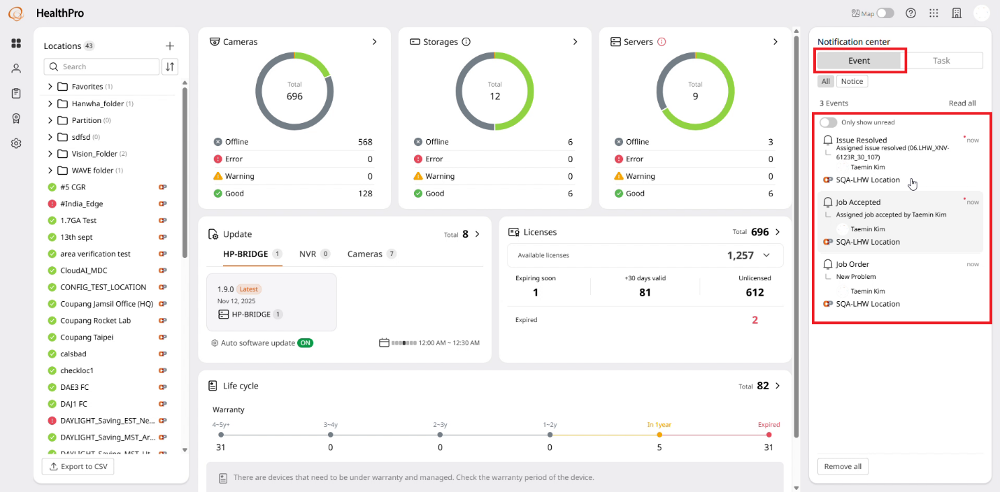 HealthPro
Map
Locations 43
Search
Favorites (1)
Hanwha_folder (1)
Partition (0)
sdfsd (0)
Vision_Folder (2)
WAVE folder (1)
#5 CGR
#India_Edge
1.7GA Test
13th sept
area verification test
CloudAI_MDC
CONFIG_TEST_LOCATION
Coupang Jamsil Office (HQ)
Coupang Rocket Lab
Coupang Taipei
calsbad
checkloc1
DAE3 FC
DAJ1 FC
DAYLIGHT_Saving_EST_Ne...
DAYLIGHT_Saving_MST_Ar...
Export to CSV
Cameras
Total
696
Offline 568
Error 0
Warning 0
Good 128
Storages
Total
12
Offline 6
Error 0
Warning 0
Good 6
Servers
Total
9
Offline 3
Error 0
Warning 0
Good 6
Update Total 8
HP-BRIDGE 1 NVR 0 Cameras 7
1.9.0 Latest
Nov 12, 2025
HP-BRIDGE 1
Auto software update ON 12:00 AM ~ 12:30 AM
Licenses Total 696
Available licenses 1,257
Expiring soon +30 days valid Unlicensed
1 81 612
Expired 2
Life cycle Total 82
Warranty
4~5y+ 3~4y 2~3y 1~2y In 1year Expired
31 0 0 0 5 31
There are devices that need to be under warranty and managed. Check the warranty period of the device.
Notification center
Event Task
All Notice
3 Events Read all
Only show unread
Issue Resolved now
Assigned issue resolved (06.LHW_XNV-
6123R_30_107)
Taemin Kim
SQA-LHW Location
Job Accepted now
Assigned job accepted by Taemin Kim
Taemin Kim
SQA-LHW Location
Job Order now
New Problem
Taemin Kim
SQA-LHW Location
Remove all